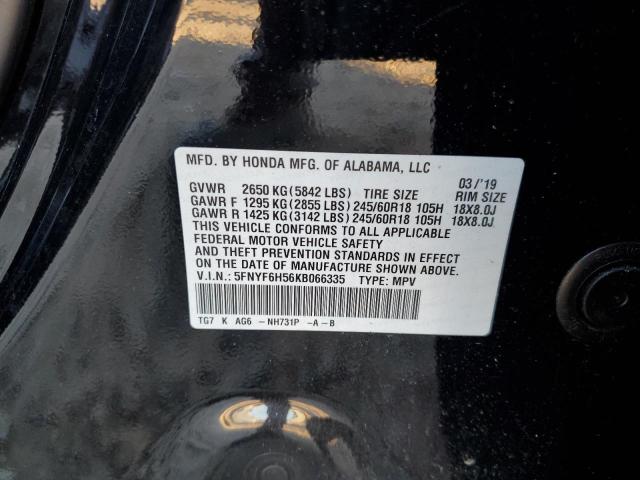 MFD. BY HONDA MFG. OF ALABAMA, LLC 03/'19
GVWR 2650 KG (5842 LBS) TIRE SIZE RIM SIZE
GAWR F 1295 KG (2855 LBS) 245/60R18 105H 18X8.0J
GAWR R 1425 KG (3142 LBS) 245/60R18 105H 18X8.0J
THIS VEHICLE CONFORMS TO ALL APPLICABLE
FEDERAL MOTOR VEHICLE SAFETY
AND THEFT PREVENTION STANDARDS IN EFFECT
ON THE DATE OF MANUFACTURE SHOWN ABOVE.
V.I.N.: 5FNYF6H56KB066335 TYPE: MPV
TG7 K AG6 -NH731P -A-B